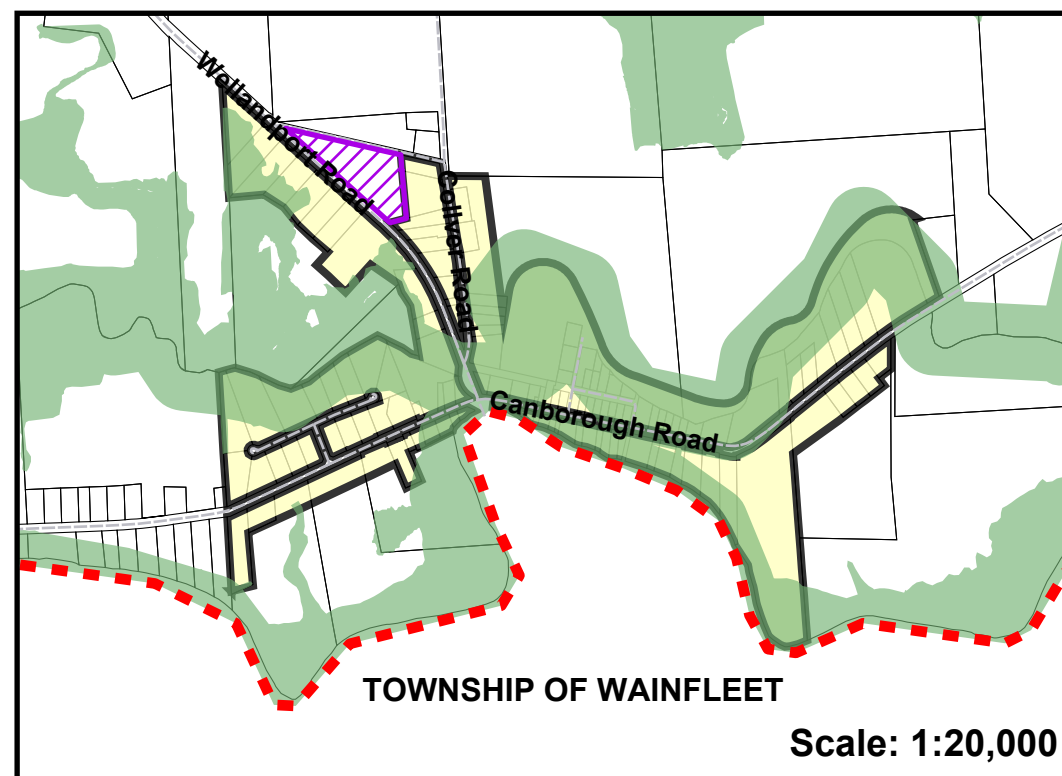 Wellandport Road
Collver Road
Canborough Road
TOWNSHIP OF WAINFLEET
Scale: 1:20,000